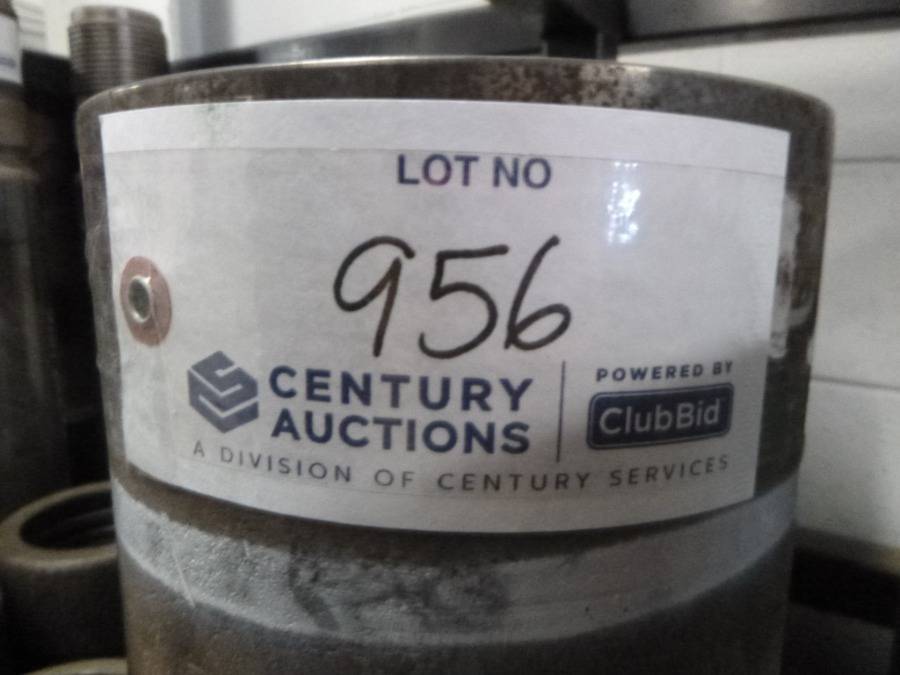 LOT NO
956
CENTURY
AUCTIONS
POWERED BY
ClubBid
A DIVISION OF CENTURY SERVICES